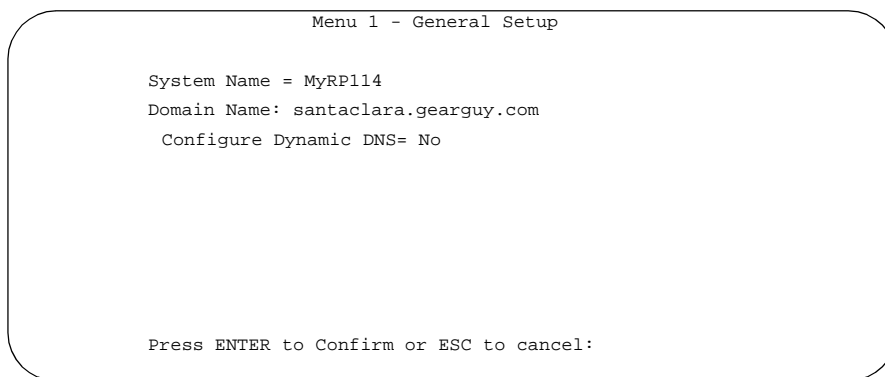 Menu 1 - General Setup
System Name = MyRP114
Domain Name: santaclara.gearguy.com
Configure Dynamic DNS= No
Press ENTER to Confirm or ESC to cancel: